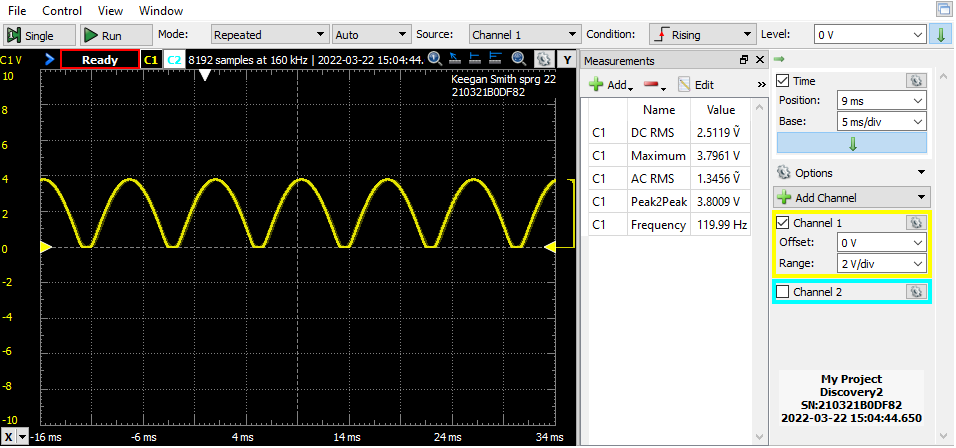 File Control View Window
Single Run Mode: Repeated Auto Source: Channel 1 Condition: Rising Level: 0 V
C1 V Ready C1 C2 8192 samples at 160 kHz | 2022-03-22 15:04:44. Y
Keegan Smith sprg 22
210321B0DF82
10
8
6
4
2
0
-2
-4
-6
-8
-10
X -16 ms -6 ms 4 ms 14 ms 24 ms 34 ms
Measurements
Add Edit »
Name Value
C1 DC RMS 2.5119 Ṽ
C1 Maximum 3.7961 V
C1 AC RMS 1.3456 Ṽ
C1 Peak2Peak 3.8009 V
C1 Frequency 119.99 Hz
Time
Position: 9 ms
Base: 5 ms/div
Options
Add Channel
Channel 1
Offset: 0 V
Range: 2 V/div
Channel 2
My Project
Discovery2
SN:210321B0DF82
2022-03-22 15:04:44.650